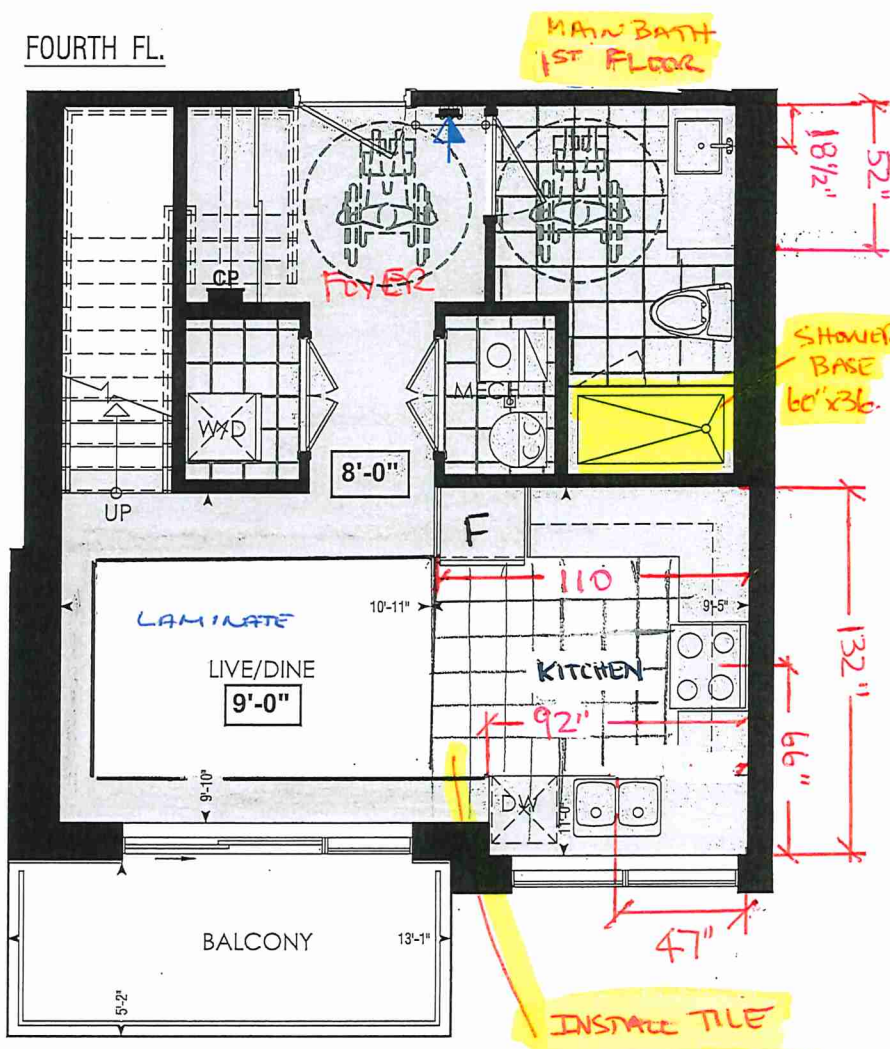 FOURTH FL.
MAIN BATH
1ST FLOOR
18½"
52"
CP
FOYER
SHOWER
BASE
60"x36.
W/D
MECH
8'-0"
UP
F
110
10'-11"
9'-5"
LAMINATE
LIVE/DINE
9'-0"
KITCHEN
132"
92"
66"
9'-10"
DW
11'-0"
BALCONY
13'-1"
47"
5'-2"
INSTALL TILE